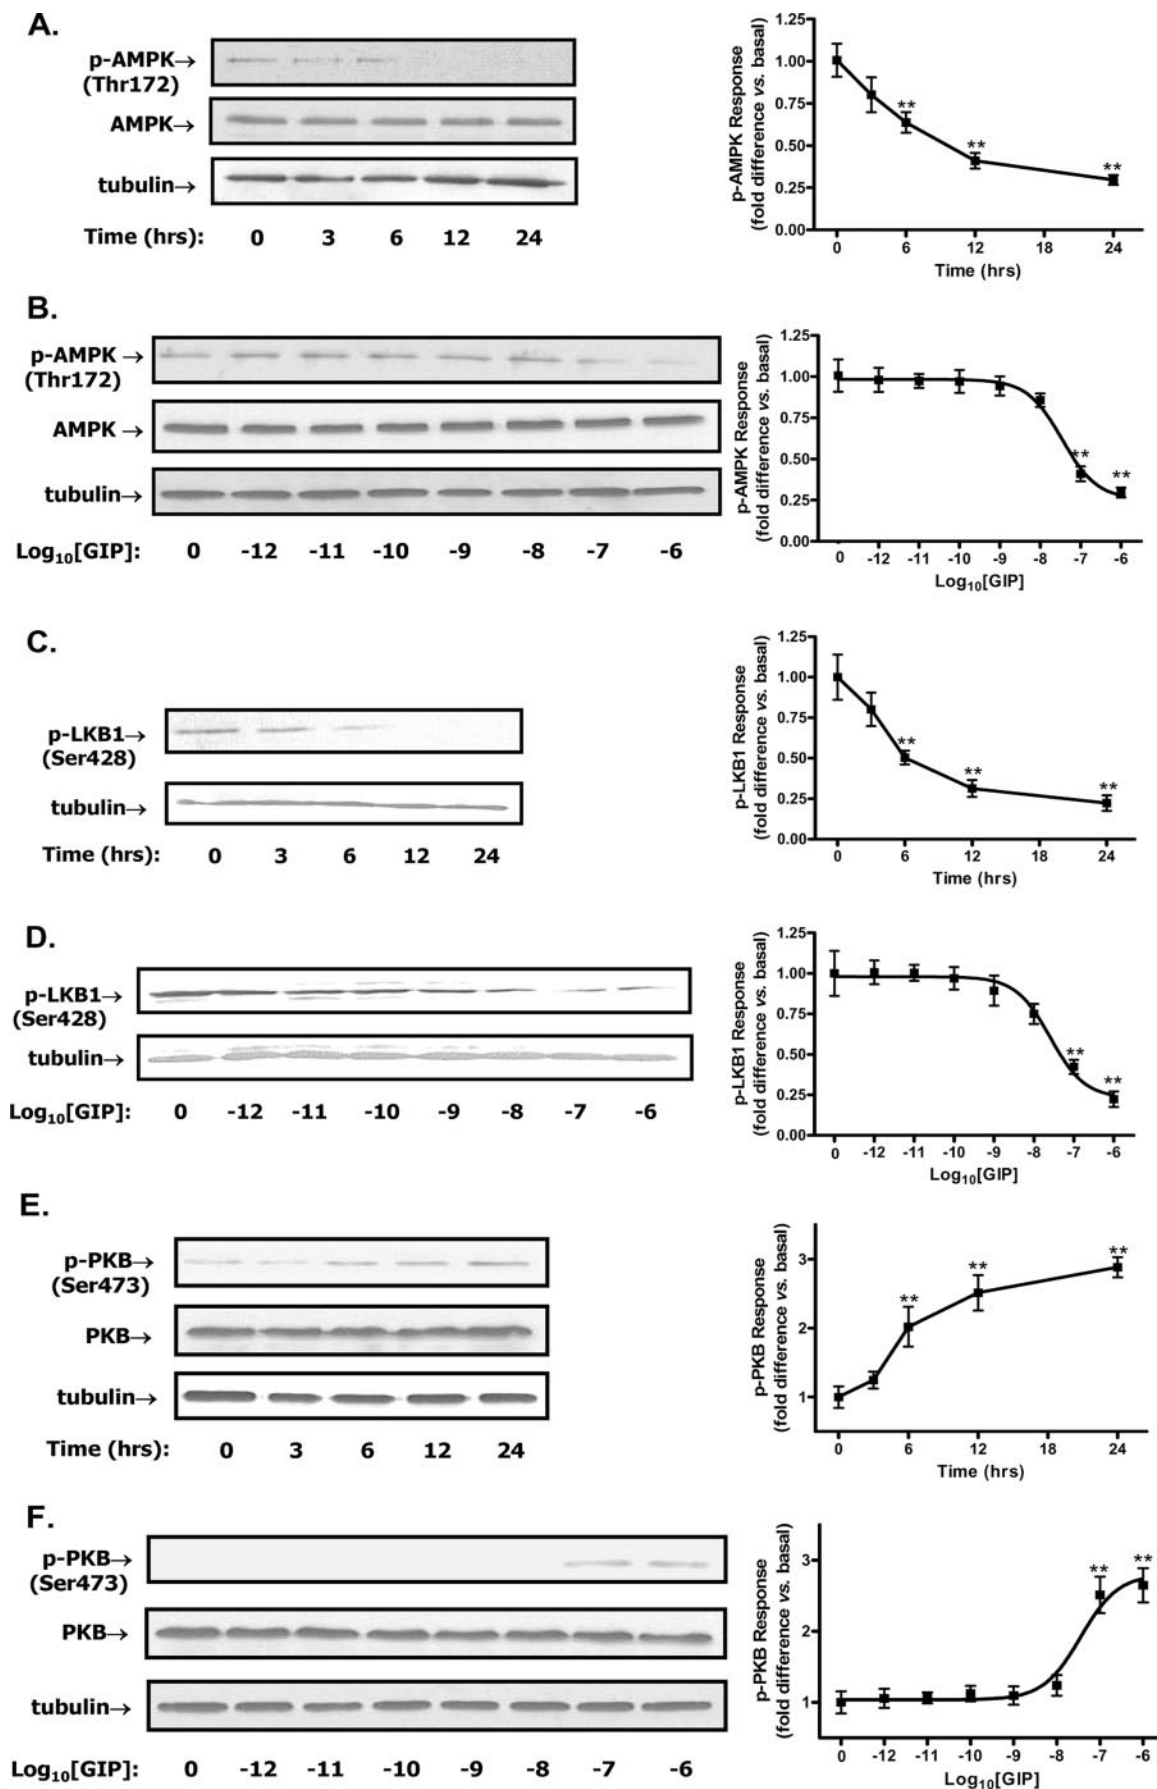 A.
p-AMPK→
(Thr172)
AMPK→
tubulin→
Time (hrs): 0 3 6 12 24
p-AMPK Response
(fold difference vs. basal)
1.25
1.00
0.75
0.50
0.25
0.00
** ** **
0 6 12 18 24
Time (hrs)
B.
p-AMPK →
(Thr172)
AMPK →
tubulin→
Log10[GIP]: 0 -12 -11 -10 -9 -8 -7 -6
p-AMPK Response
(fold difference vs. basal)
1.25
1.00
0.75
0.50
0.25
0.00
** **
0 -12 -11 -10 -9 -8 -7 -6
Log10[GIP]
C.
p-LKB1→
(Ser428)
tubulin→
Time (hrs): 0 3 6 12 24
p-LKB1 Response
(fold difference vs. basal)
1.25
1.00
0.75
0.50
0.25
0.00
** ** **
0 6 12 18 24
Time (hrs)
D.
p-LKB1→
(Ser428)
tubulin→
Log10[GIP]: 0 -12 -11 -10 -9 -8 -7 -6
p-LKB1 Response
(fold difference vs. basal)
1.25
1.00
0.75
0.50
0.25
0.00
** **
0 -12 -11 -10 -9 -8 -7 -6
Log10[GIP]
E.
p-PKB→
(Ser473)
PKB→
tubulin→
Time (hrs): 0 3 6 12 24
p-PKB Response
(fold difference vs. basal)
3
2
1
** ** **
0 6 12 18 24
Time (hrs)
F.
p-PKB→
(Ser473)
PKB→
tubulin→
Log10[GIP]: 0 -12 -11 -10 -9 -8 -7 -6
p-PKB Response
(fold difference vs. basal)
3
2
1
** **
0 -12 -11 -10 -9 -8 -7 -6
Log10[GIP]